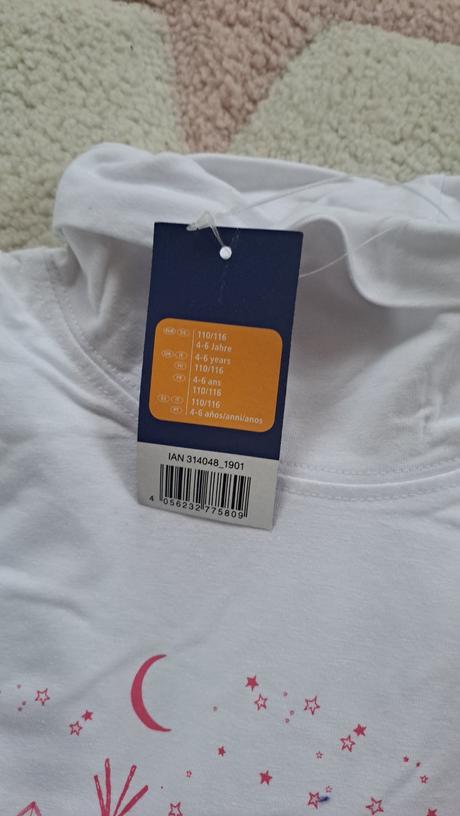 110/116
4-6 Jahre
4-6 years
110/116
4-6 ans
110/116
110/116
4-6 años/anni/anos
IAN 314048_1901
4 056232 775809